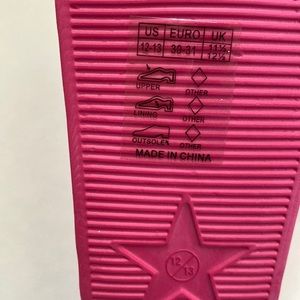 US EURO UK
12-13 30-31 11½
12½
UPPER OTHER
LINING OTHER
OUTSOLE OTHER
MADE IN CHINA
12/13